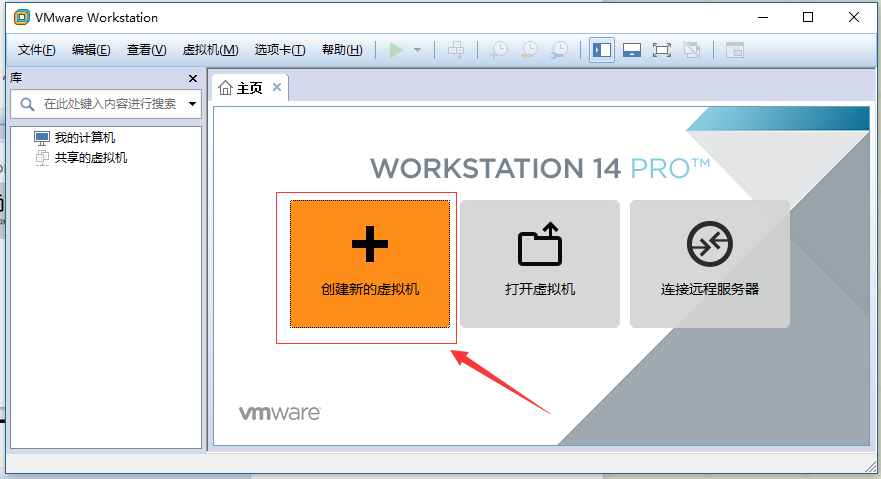 VMware Workstation
文件(F) 编辑(E) 查看(V) 虚拟机(M) 选项卡(T) 帮助(H)
库
在此处键入内容进行搜索
我的计算机
共享的虚拟机
主页
WORKSTATION 14 PRO™
创建新的虚拟机
打开虚拟机
连接远程服务器
vmware